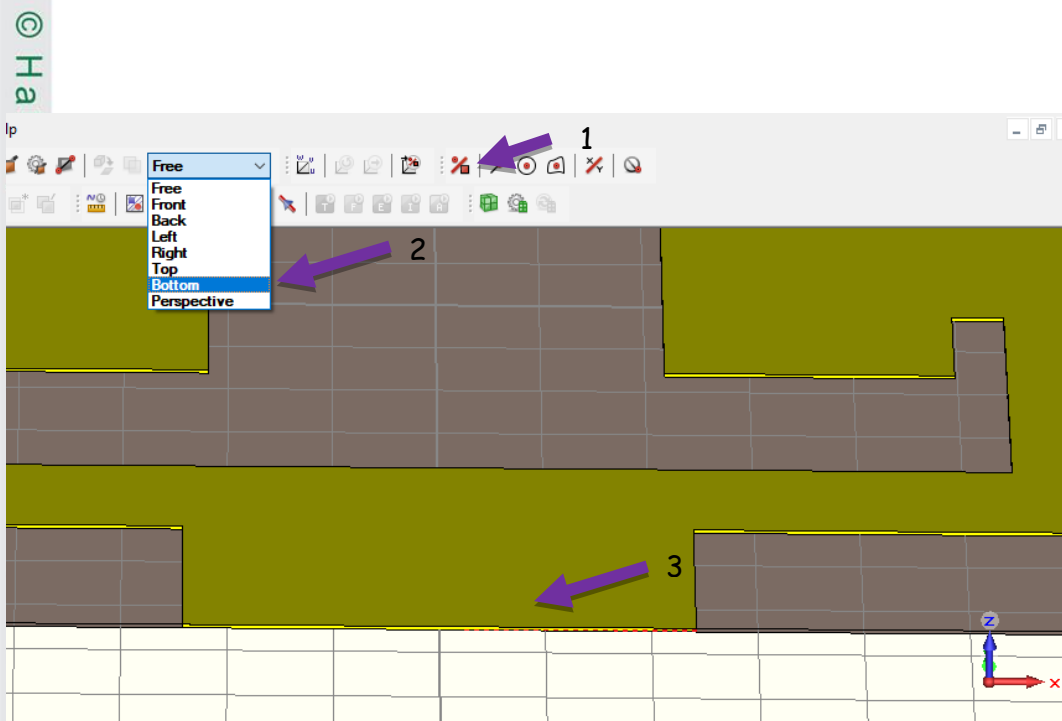 © Ha
lp
1
Free
Free
Front
Back
Left
Right
Top
Bottom
Perspective
2
3
Z
X